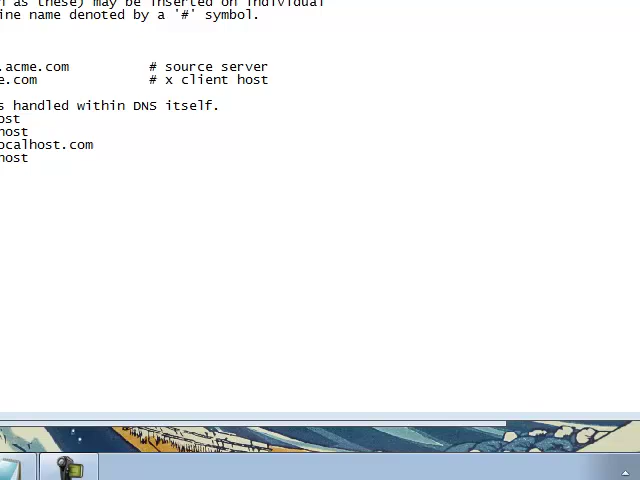 as these) may be inserted on individual
ine name denoted by a '#' symbol.
.acme.com # source server
e.com # x client host
s handled within DNS itself.
ost
host
ocalhost.com
host